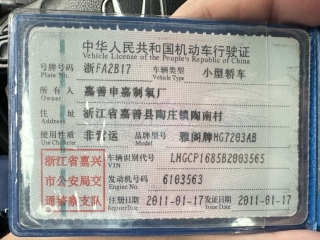 中华人民共和国机动车行驶证
Vehicle License of the People's Republic of China
号牌号码 浙FA2B17 车辆类型 小型轿车
Plate No. Vehicle Type
所有人 嘉善申嘉制氧厂
Owner
住址 浙江省嘉善县陶庄镇陶南村
Address
使用性质 非营运 品牌型号 雅阁牌HG7203AB
Use Character Model
浙江省嘉兴
市公安局交
通警察支队
车辆识别代号 LHGCP1685B2003565
VIN
发动机号码 6103563
Engine No.
注册日期 2011-01-17 发证日期 2011-01-17
Register Date Issue Date